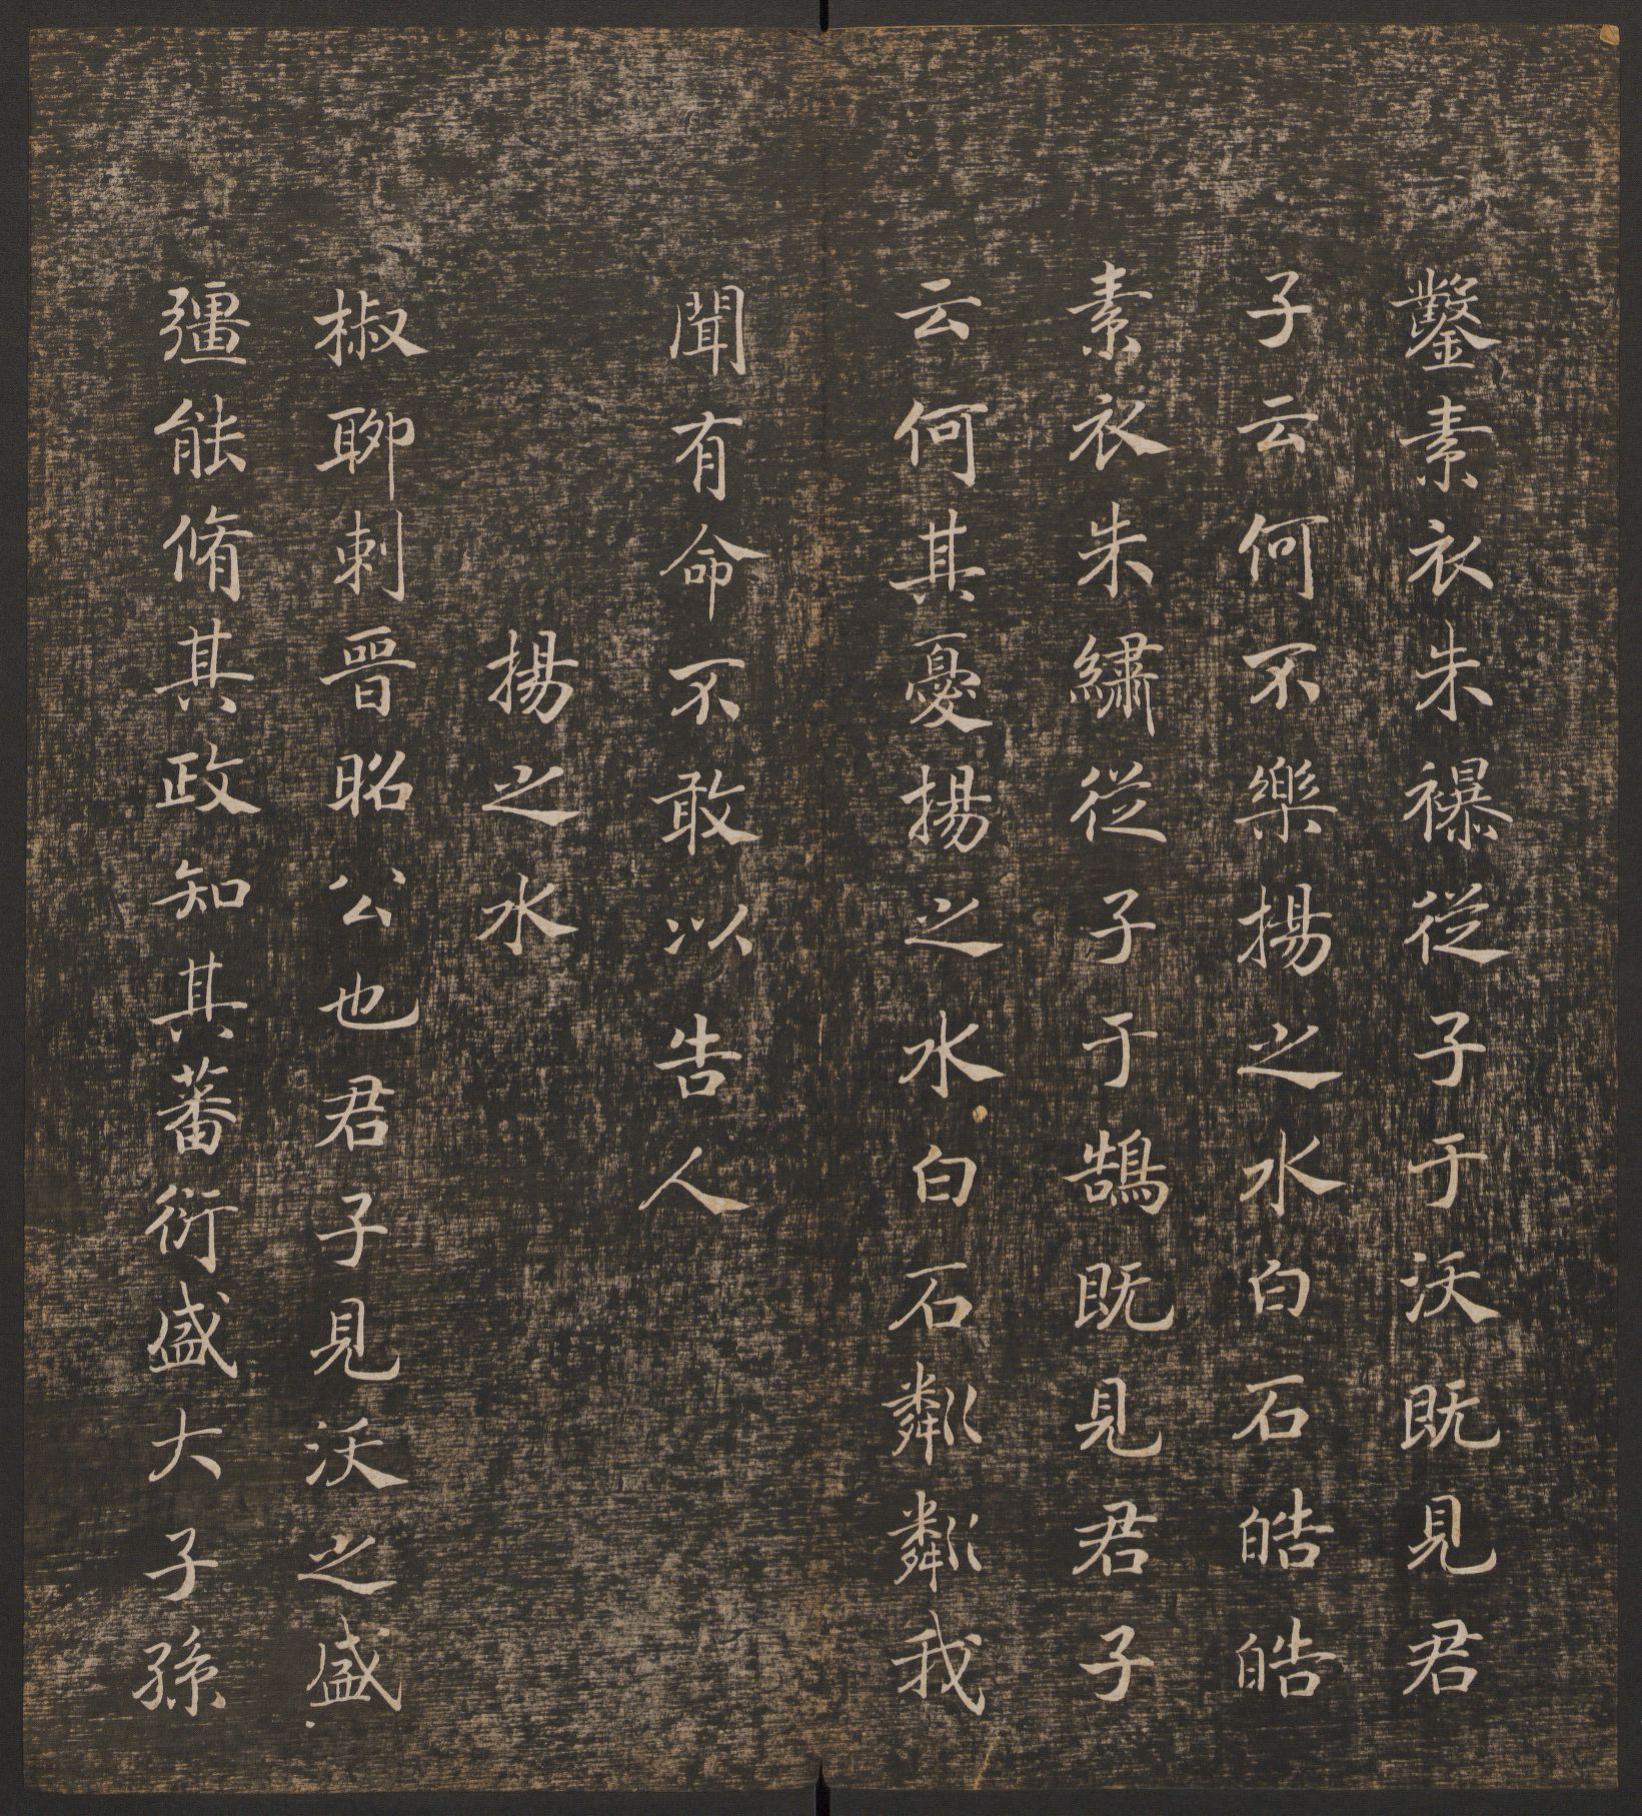 鑿素衣朱襮從子于沃既見君
子云何不樂揚之水白石皓皓
素衣朱繡從子于鵠既見君子
云何其憂揚之水白石粼粼我
聞有命不敢以告人
揚之水
椒聊刺晉昭公也君子見沃之盛
彊能脩其政知其蕃衍盛大子孫